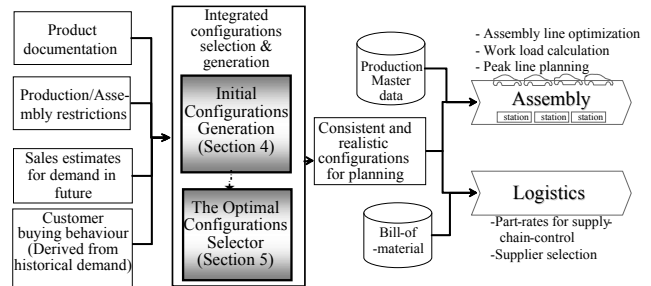 Product
documentation
Production/Asse-
mbly restrictions
Sales estimates
for demand in
future
Customer
buying behaviour
(Derived from
historical demand)
Integrated
configurations
selection &
generation
Initial
Configurations
Generation
(Section 4)
The Optimal
Configurations
Selector
(Section 5)
Consistent and
realistic
configurations
for planning
Production
Master
data
Bill-of
-material
- Assembly line optimization
- Work load calculation
- Peak line planning
Assembly
station station station
Logistics
-Part-rates for supply-
chain-control
-Supplier selection